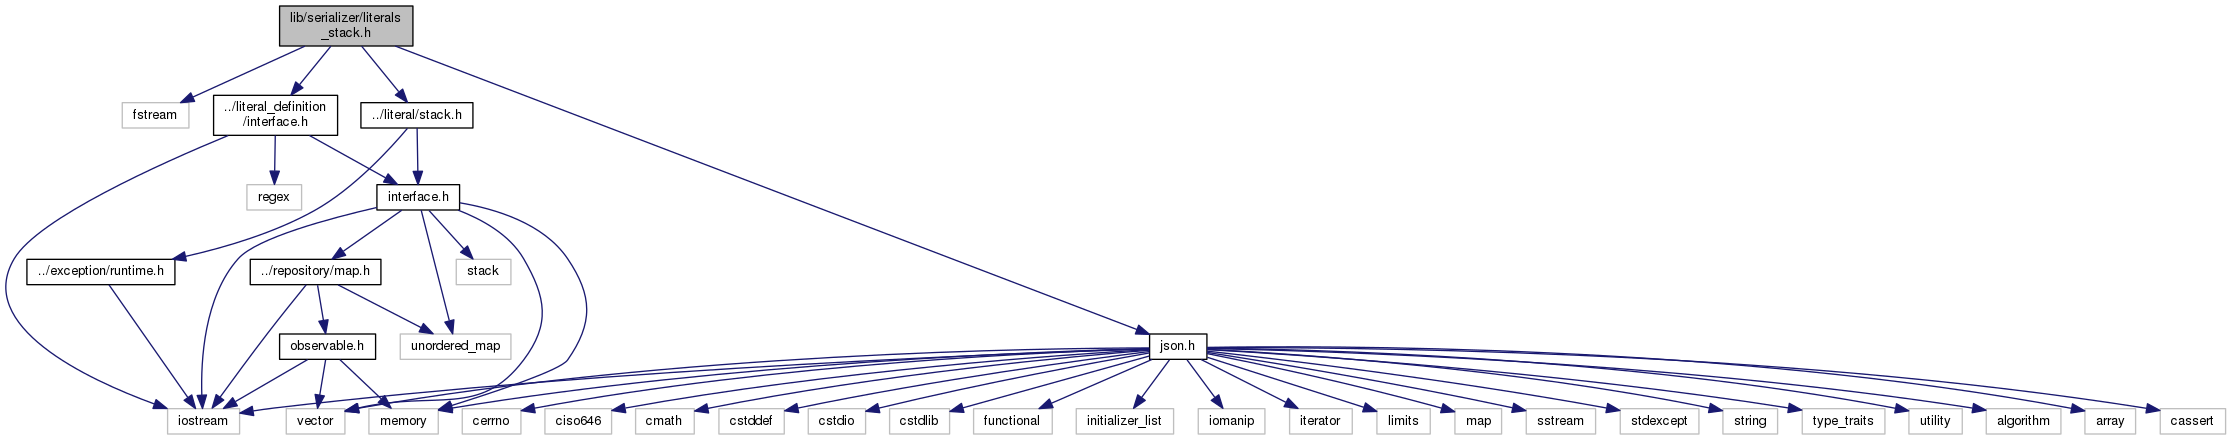 lib/serializer/literals
_stack.h
fstream
../literal_definition
/interface.h
../literal/stack.h
regex
interface.h
../exception/runtime.h
../repository/map.h
stack
observable.h
unordered_map
json.h
iostream
vector
memory
cerrno
ciso646
cmath
cstddef
cstdio
cstdlib
functional
initializer_list
iomanip
iterator
limits
map
sstream
stdexcept
string
type_traits
utility
algorithm
array
cassert